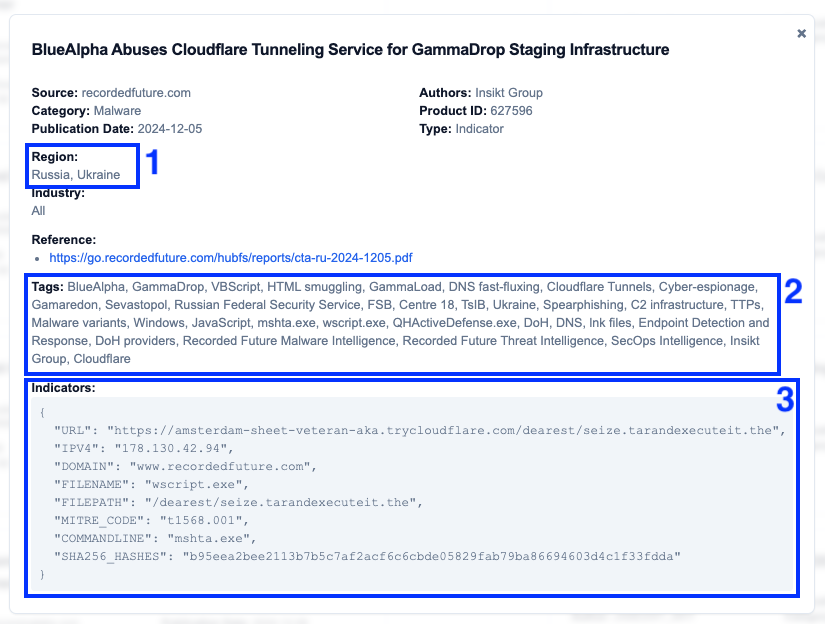 BlueAlpha Abuses Cloudflare Tunneling Service for GammaDrop Staging Infrastructure
×
Source: recordedfuture.com
Authors: Insikt Group
Category: Malware
Product ID: 627596
Publication Date: 2024-12-05
Type: Indicator
Region:
1
Russia, Ukraine
Industry:
All
Reference:
• https://go.recordedfuture.com/hubfs/reports/cta-ru-2024-1205.pdf
2
Tags: BlueAlpha, GammaDrop, VBScript, HTML smuggling, GammaLoad, DNS fast-fluxing, Cloudflare Tunnels, Cyber-espionage,
Gamaredon, Sevastopol, Russian Federal Security Service, FSB, Centre 18, TsIB, Ukraine, Spearphishing, C2 infrastructure, TTPs,
Malware variants, Windows, JavaScript, mshta.exe, wscript.exe, QHActiveDefense.exe, DoH, DNS, lnk files, Endpoint Detection and
Response, DoH providers, Recorded Future Malware Intelligence, Recorded Future Threat Intelligence, SecOps Intelligence, Insikt
Group, Cloudflare
Indicators:
3
{
"URL": "https://amsterdam-sheet-veteran-aka.trycloudflare.com/dearest/seize.tarandexecuteit.the",
"IPV4": "178.130.42.94",
"DOMAIN": "www.recordedfuture.com",
"FILENAME": "wscript.exe",
"FILEPATH": "/dearest/seize.tarandexecuteit.the",
"MITRE_CODE": "t1568.001",
"COMMANDLINE": "mshta.exe",
"SHA256_HASHES": "b95eea2bee2113b7b5c7af2acf6c6cbde05829fab79ba86694603d4c1f33fdda"
}